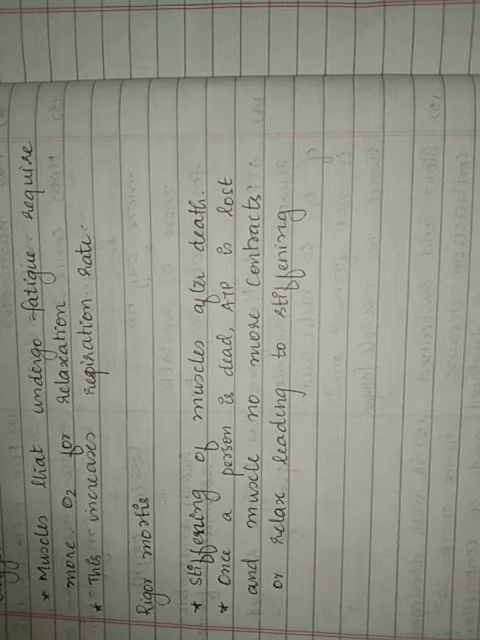 * Muscles that undergo fatigue require
more O2 for relaxation
* This increases respiration rate.
Rigor mortis
* stiffening of muscles after death.
* Once a person is dead, ATP is lost
and muscle no more contracts
or relax leading to stiffening